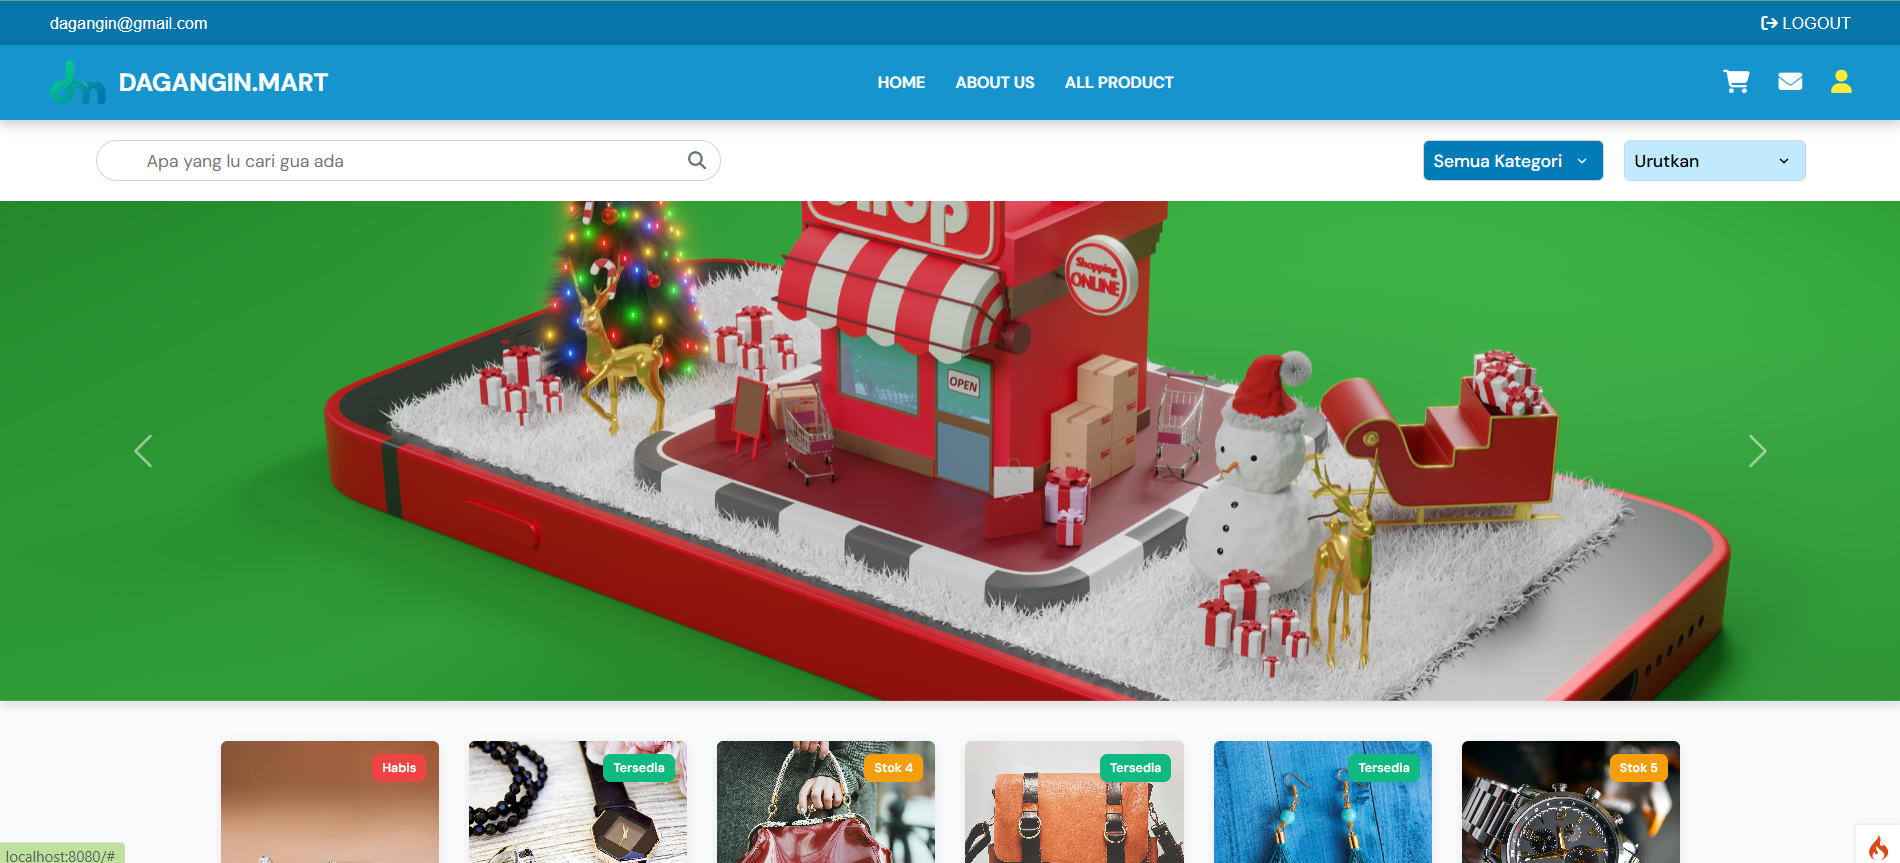 dagangin@gmail.com
LOGOUT
dm
DAGANGIN.MART
HOME
ABOUT US
ALL PRODUCT
Apa yang lu cari gua ada
Semua Kategori
Urutkan
Shop
Shopping
ONLINE
OPEN
Habis
Tersedia
Stok 4
Tersedia
Tersedia
Stok 5
localhost:8080/#